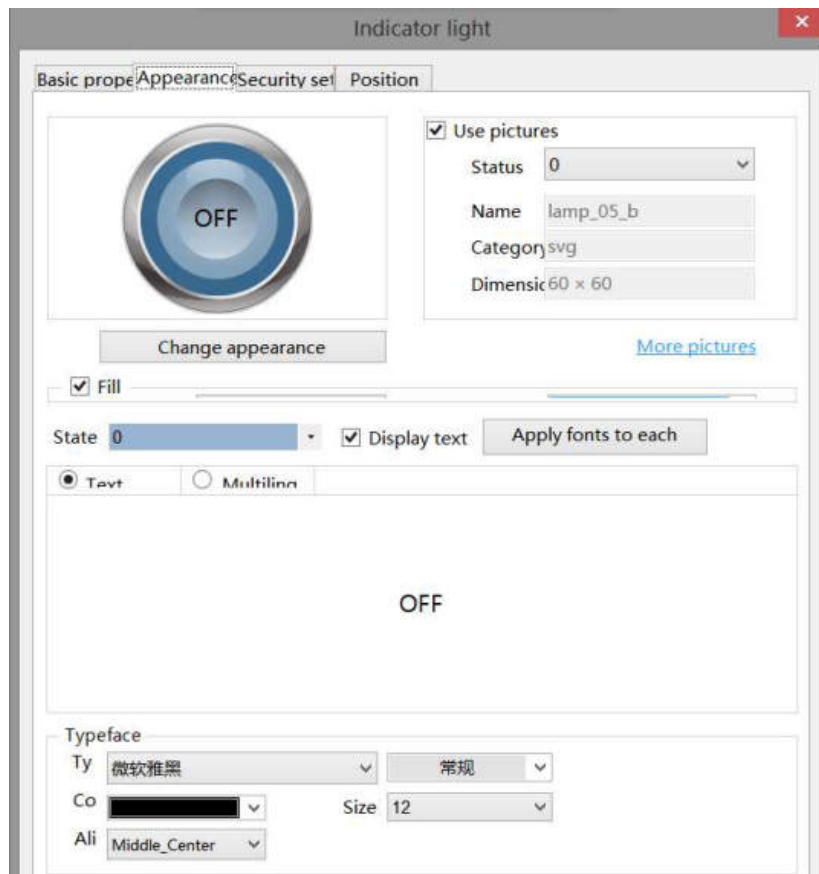 Indicator light
Basic prope Appearance Security set Position
Use pictures
Status 0
OFF
Name lamp_05_b
Category svg
Dimensic 60 × 60
Change appearance More pictures
Fill
State 0 Display text Apply fonts to each
Text Multiling
OFF
Typeface
Ty 微软雅黑 常规
Co Size 12
Ali Middle_Center